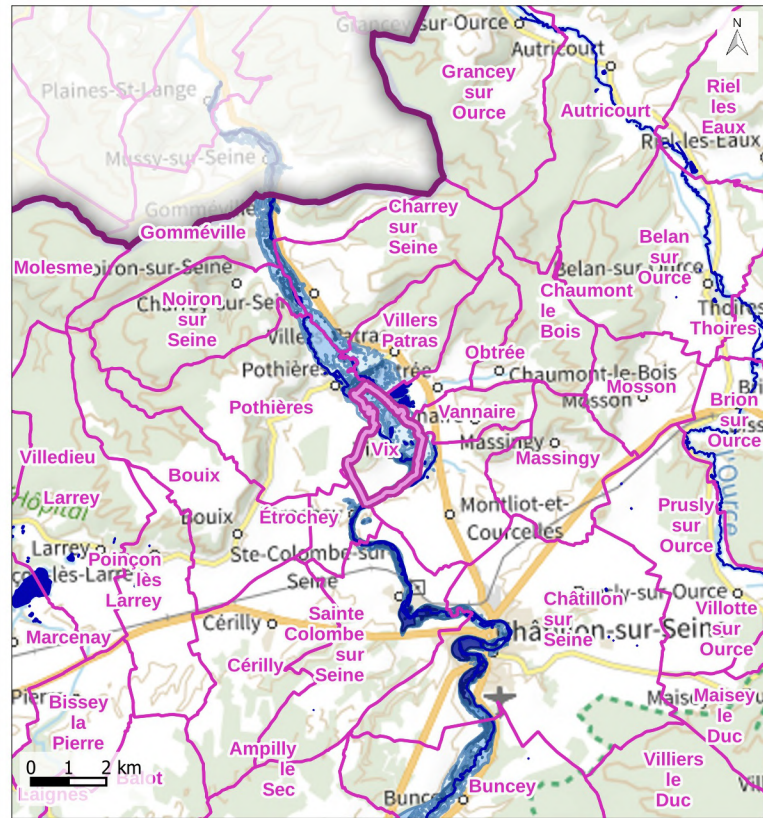 Grancey-sur-Ource
N
Autricourt
Grancey
sur
Ource
Plaines-St-Lange
Riel
les
Eaux
Autricourt
Riel-les-Eaux
Mussy-sur-Seine
Gomméville
Charrey
sur
Seine
Gomméville
Belan
sur
Ource
Molesme
Noiron-sur-Seine
Belan-sur-Ource
Chaumont
le
Bois
Noiron
sur
Seine
Thoires
Thoires
Villers
Patras
Obtrée
Pothières
Chaumont-le-Bois
Mosson
Mosson
Brion
sur
Ource
Pothières
Vannaire
Massingy
Massingy
Vix
Villedieu
Bouix
Larrey
Hôpital
Étrochey
Montliot-et-
Courcelles
Prusly
sur
Ource
l'Ource
Bouix
Ste-Colombe-sur-
Seine
Larrey
Poinçon
lès
Larrey
Sainte
Colombe
sur
Seine
Châtillon
sur
Seine
Villotte
sur
Ource
Châtillon-sur-Seine
Cérilly
Marcenay
Cérilly
Bissey
la
Pierre
Maisey
le
Duc
Ampilly
le
Sec
Villiers
le
Duc
0 1 2 km
Laignes
Balot
Buncey